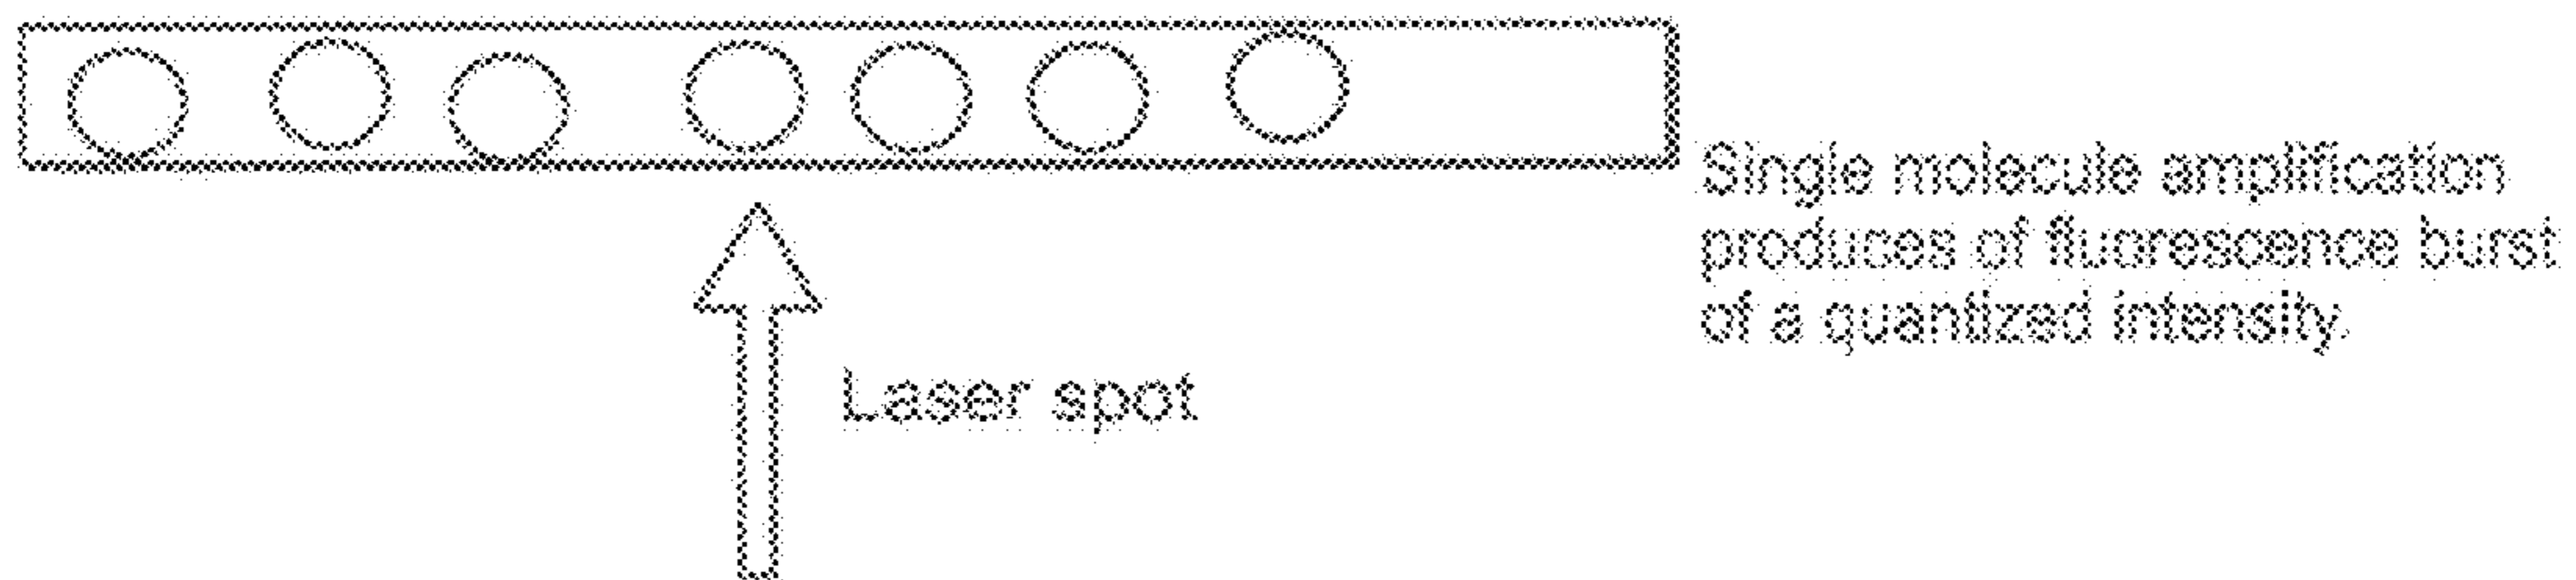 Single molecule amplification
produces of fluorescence burst
of a quantized intensity.
Laser spot